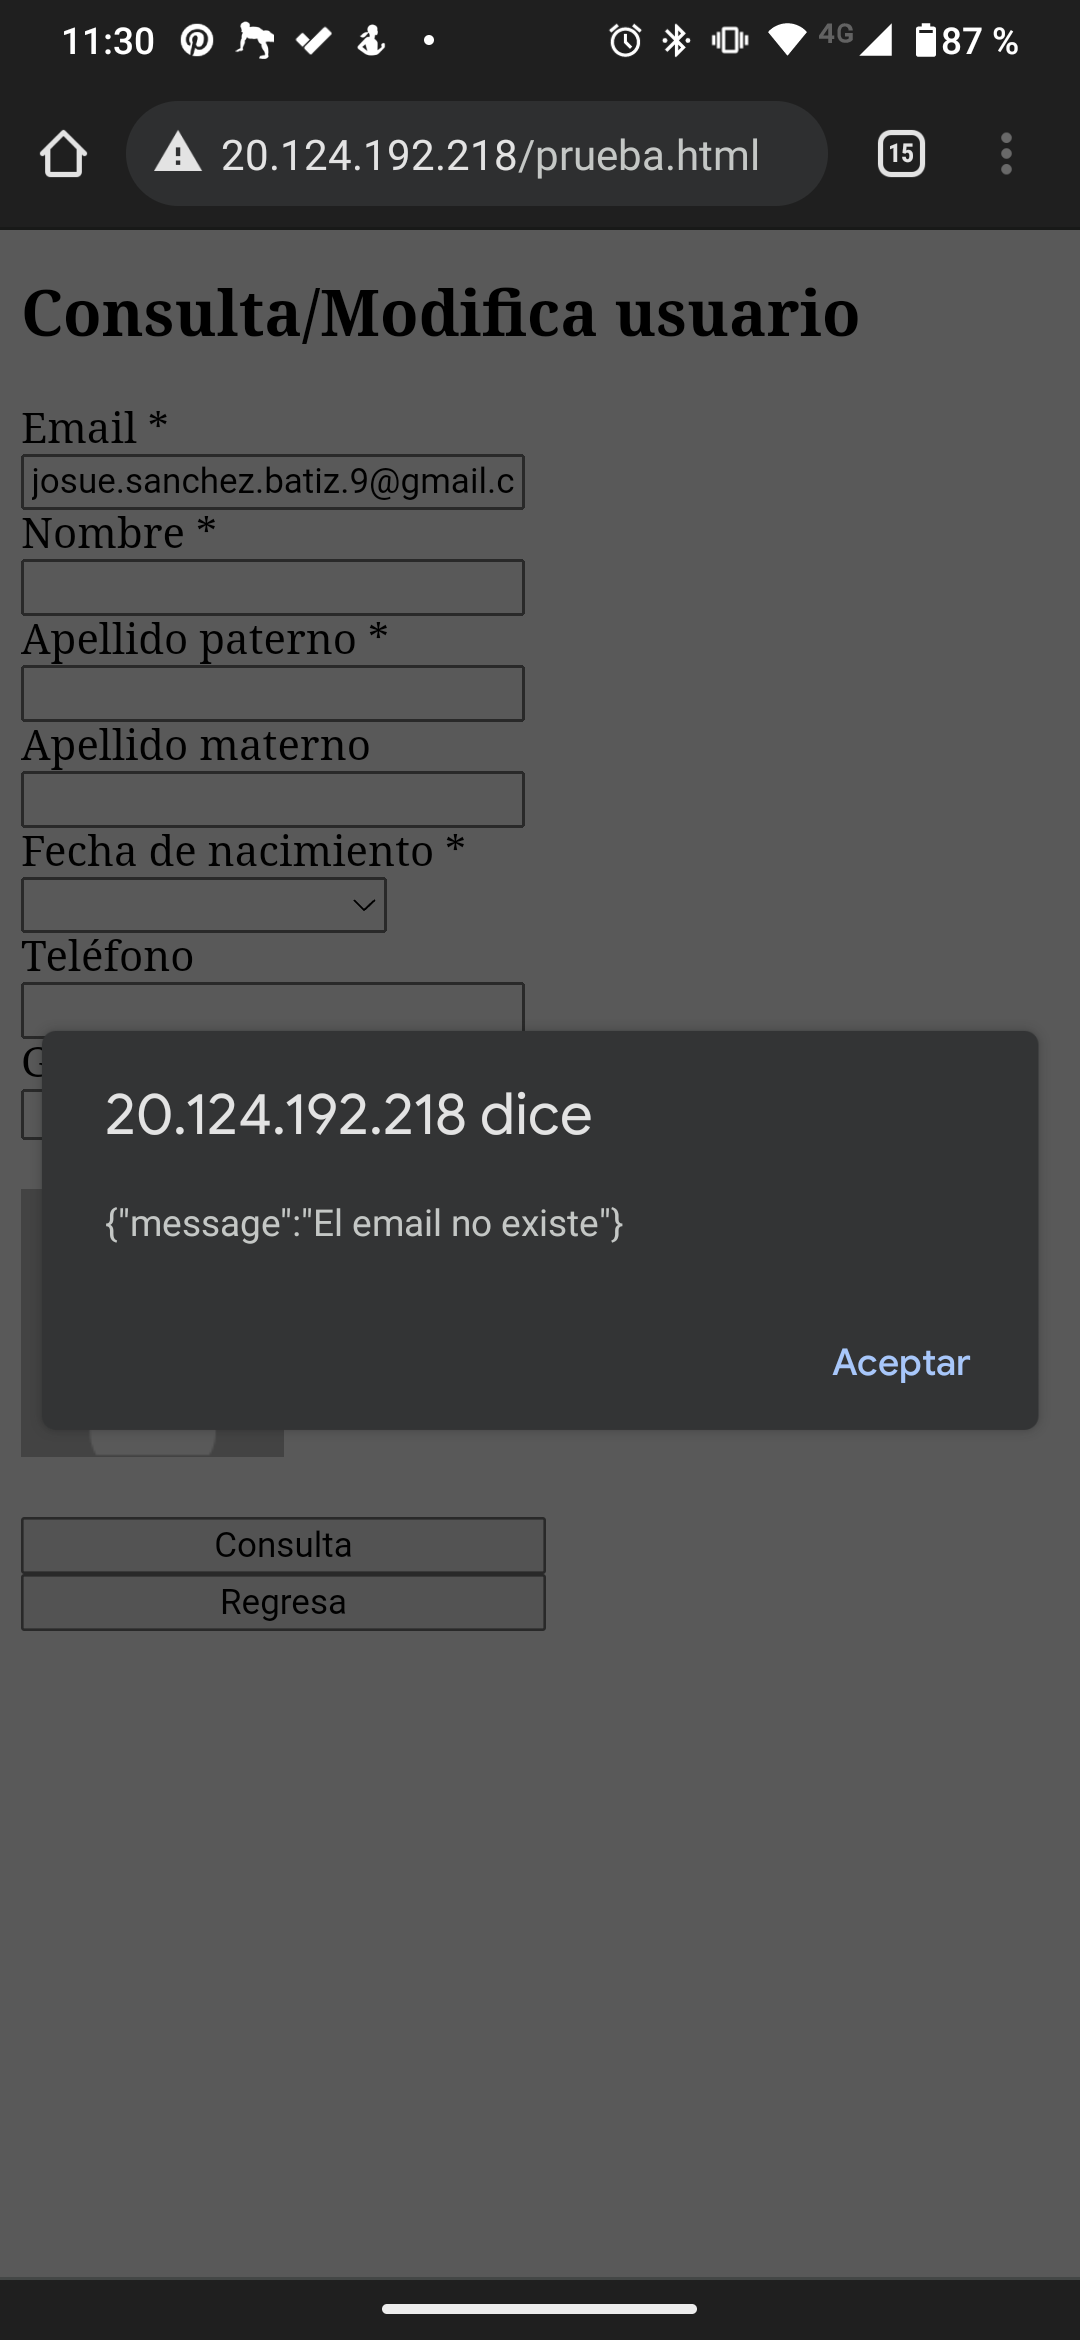 11:30
4G
87 %
20.124.192.218/prueba.html
15
Consulta/Modifica usuario
Email *
josue.sanchez.batiz.9@gmail.c
Nombre *
Apellido paterno *
Apellido materno
Fecha de nacimiento *
Teléfono
G
20.124.192.218 dice
{"message":"El email no existe"}
Aceptar
Consulta
Regresa